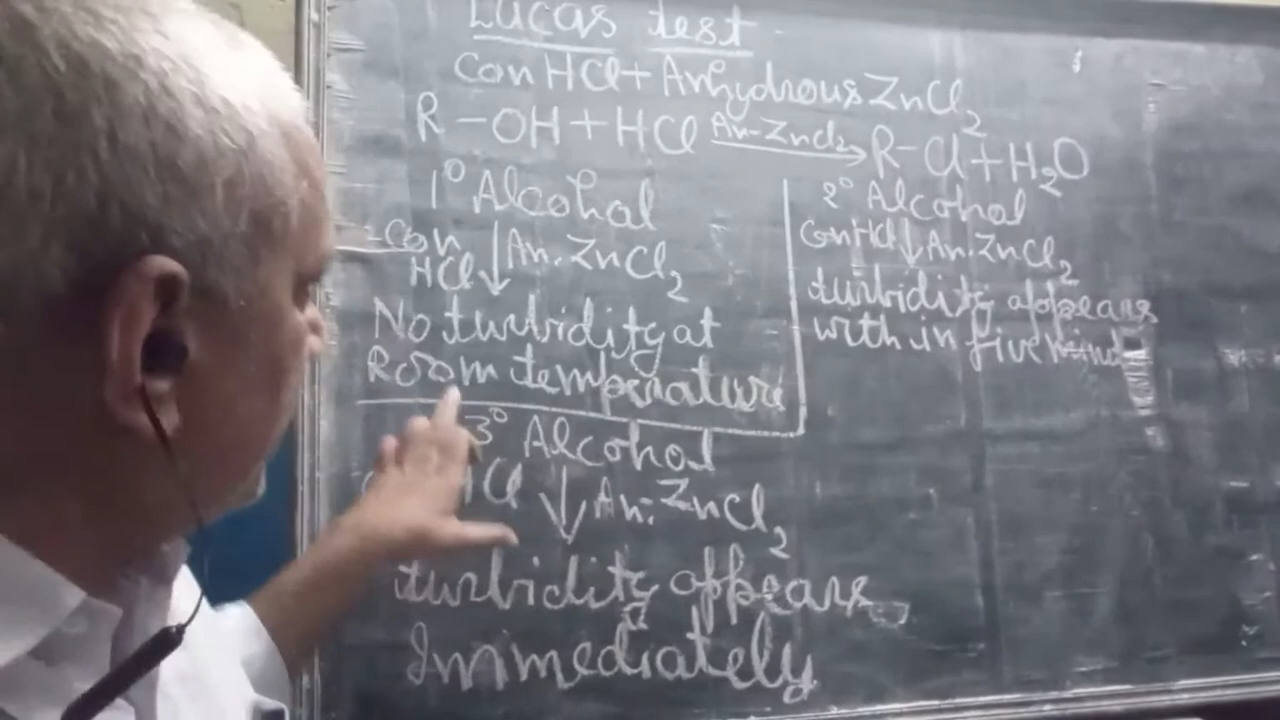 Lucas test
Con HCl + Anhydrous ZnCl2
R-OH + HCl An-ZnCl2 → R-Cl + H2O
1° Alcohal
Con HCl ↓ An. ZnCl2
No turbidity at
Room temperature
2° Alcohol
Con HCl ↓ An. ZnCl2
turbidity appears
with in five
3° Alcohol
HCl ↓ An. ZnCl2
turbidity appears
Immediately